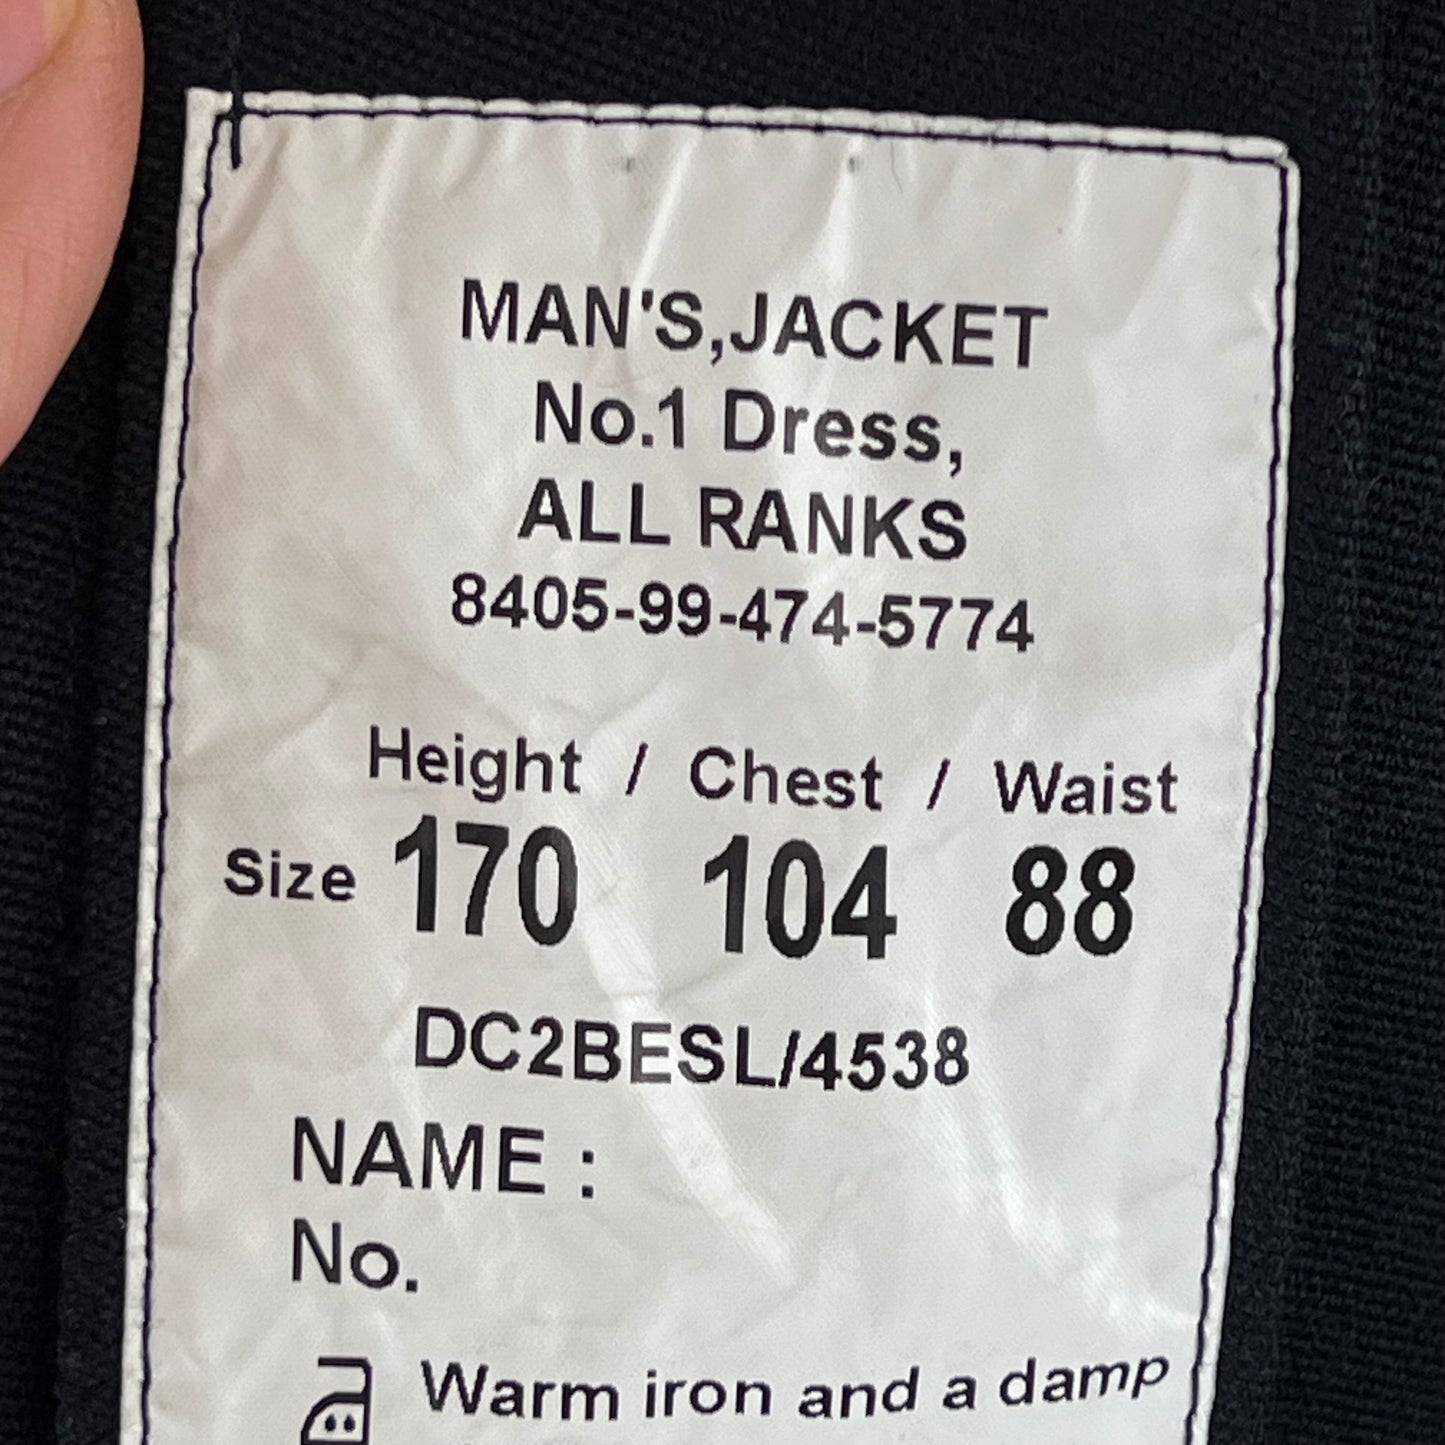 MAN'S,JACKET
No.1 Dress,
ALL RANKS
8405-99-474-5774
Height / Chest / Waist
Size 170 104 88
DC2BESL/4538
NAME :
No.
Warm iron and a damp